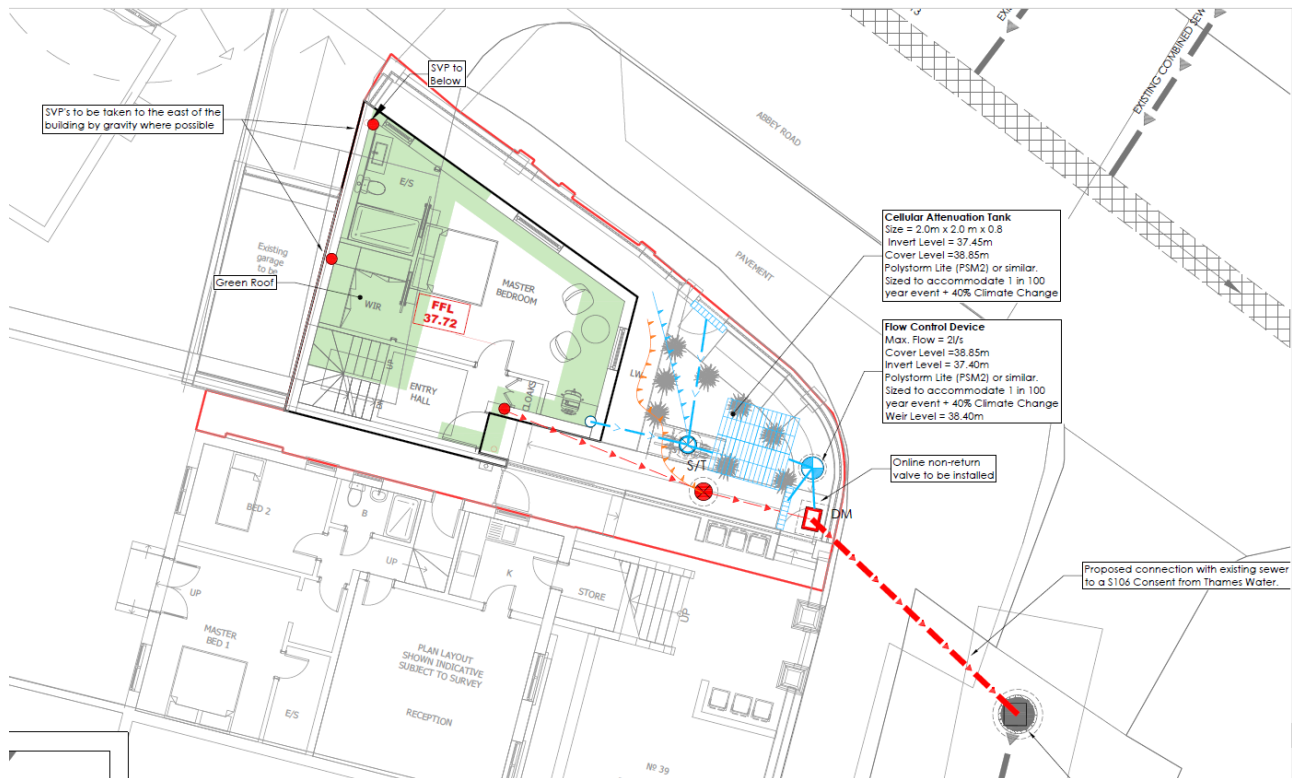 EXISTING COMBINED SEW
SVP to
Below
SVP's to be taken to the east of the
building by gravity where possible
ABBEY ROAD
PAVEMENT
E/S
Existing
garage
to be
Green Roof
WIR
MASTER
BEDROOM
FFL
37.72
UP
ENTRY
HALL
CLOAKS
LW
S/T
DM
Cellular Attenuation Tank
Size = 2.0m x 2.0 m x 0.8
Invert Level = 37.45m
Cover Level =38.85m
Polystorm Lite (PSM2) or similar.
Sized to accommodate 1 in 100
year event + 40% Climate Change
Flow Control Device
Max. Flow = 2l/s
Cover Level =38.85m
Invert Level = 37.40m
Polystorm Lite (PSM2) or similar.
Sized to accommodate 1 in 100
year event + 40% Climate Change
Weir Level = 38.40m
Online non-return
valve to be installed
Proposed connection with existing sewer
to a S106 Consent from Thames Water.
BED 2
B
UP
K
STORE
UP
UP
MASTER
BED 1
E/S
PLAN LAYOUT
SHOWN INDICATIVE
SUBJECT TO SURVEY
RECEPTION
Nº 39